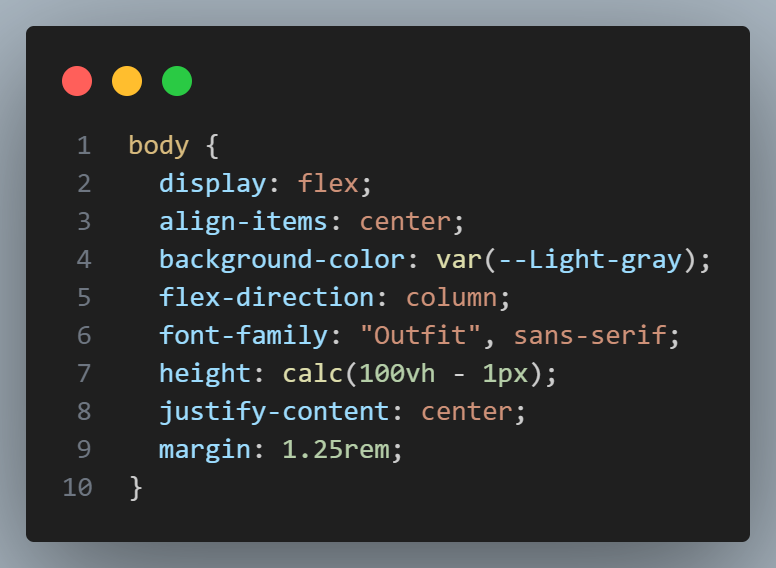 1 body {
2   display: flex;
3   align-items: center;
4   background-color: var(--Light-gray);
5   flex-direction: column;
6   font-family: "Outfit", sans-serif;
7   height: calc(100vh - 1px);
8   justify-content: center;
9   margin: 1.25rem;
10 }